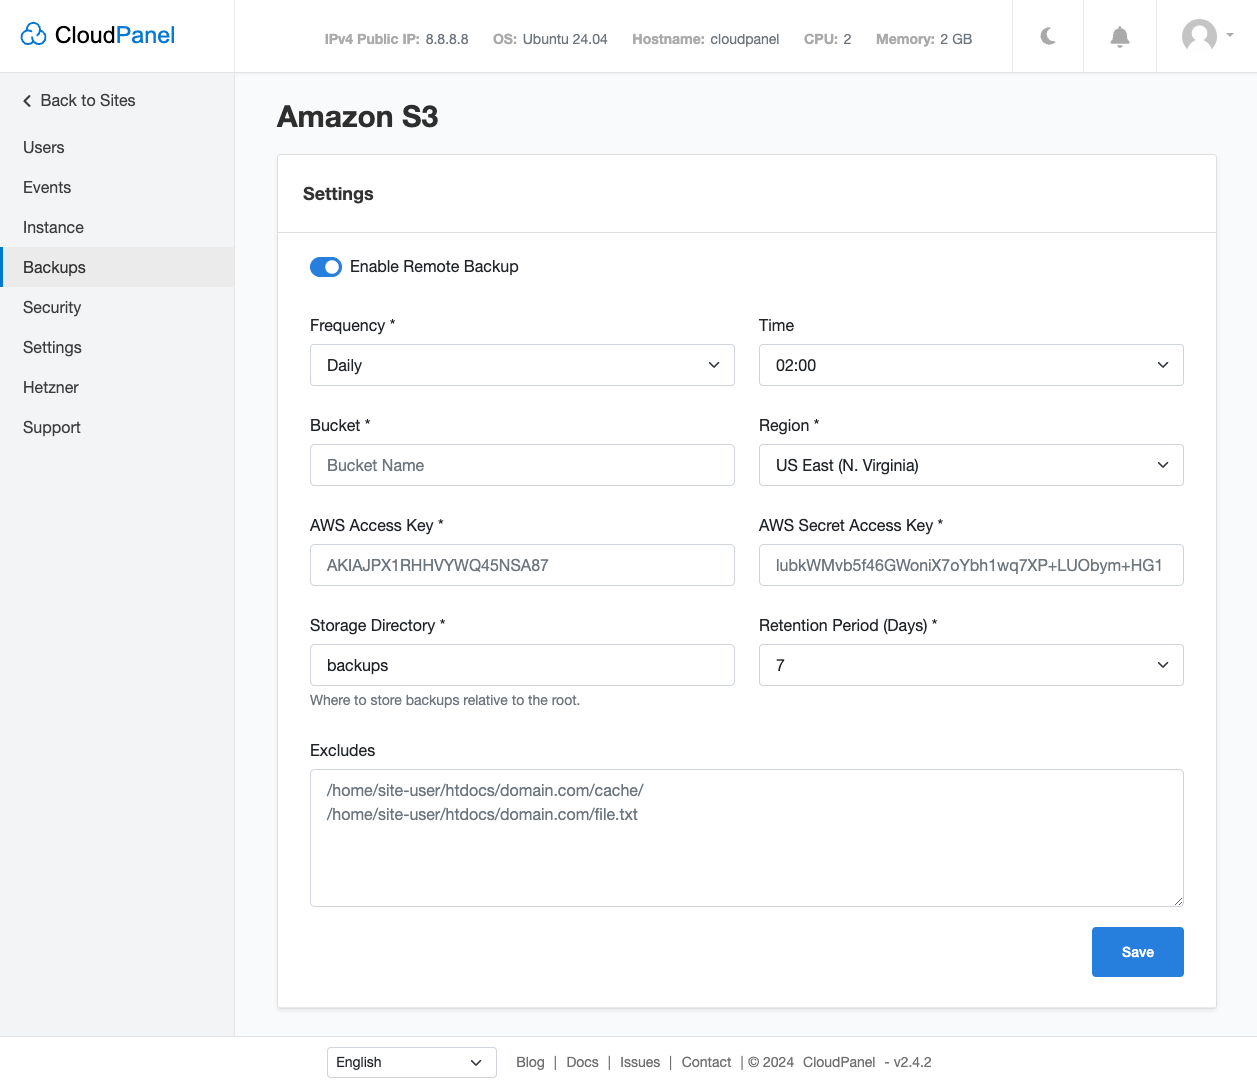 CloudPanel
IPv4 Public IP: 8.8.8.8 OS: Ubuntu 24.04 Hostname: cloudpanel CPU: 2 Memory: 2 GB
Back to Sites
Users
Events
Instance
Backups
Security
Settings
Hetzner
Support
Amazon S3
Settings
Enable Remote Backup
Frequency * Time
Daily 02:00
Bucket * Region *
Bucket Name US East (N. Virginia)
AWS Access Key * AWS Secret Access Key *
AKIAJPX1RHHVYWQ45NSA87 lubkWMvb5f46GWoniX7oYbh1wq7XP+LUObym+HG1
Storage Directory * Retention Period (Days) *
backups 7
Where to store backups relative to the root.
Excludes
/home/site-user/htdocs/domain.com/cache/
/home/site-user/htdocs/domain.com/file.txt
Save
English Blog | Docs | Issues | Contact | © 2024 CloudPanel - v2.4.2